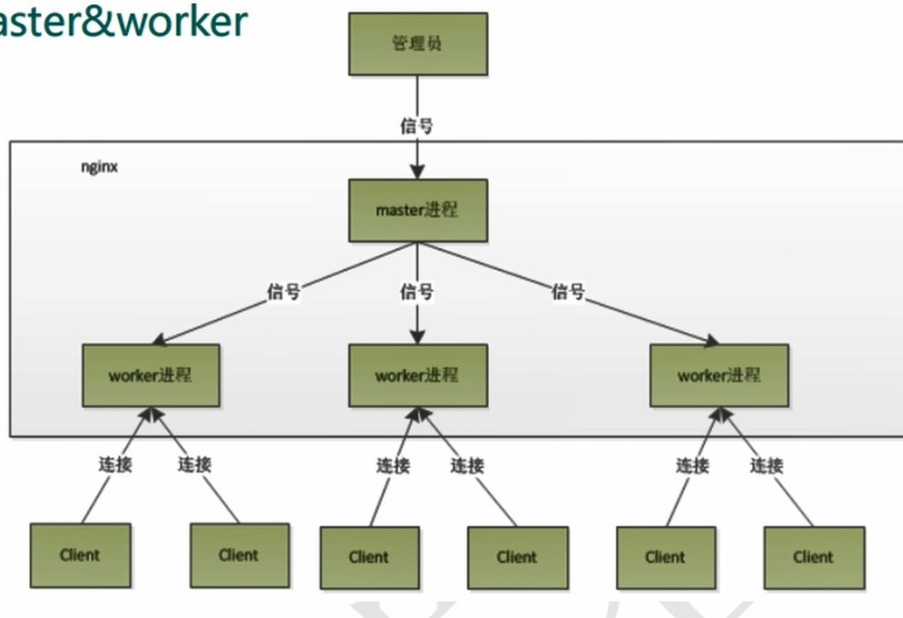 aster&worker
管理员
信号
nginx
master进程
信号 信号 信号
worker进程 worker进程 worker进程
连接 连接 连接 连接 连接 连接
Client Client Client Client Client Client